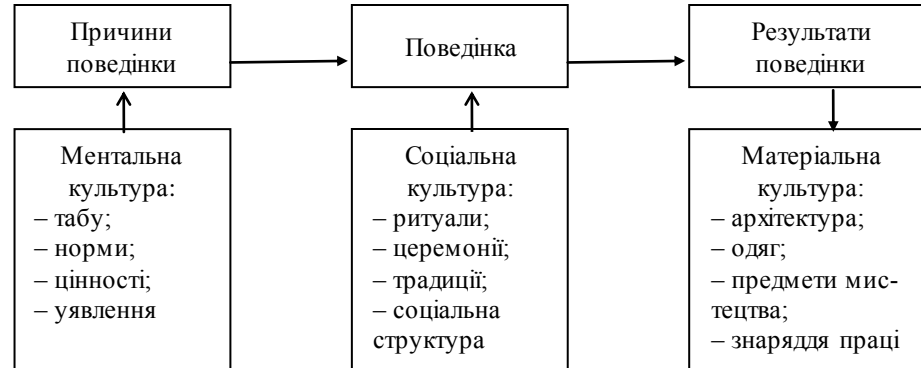 Причини
поведінки
Поведінка
Результати
поведінки
Ментальна
культура:
– табу;
– норми;
– цінності;
– уявлення
Соціальна
культура:
– ритуали;
– церемонії;
– традиції;
– соціальна
структура
Матеріальна
культура:
– архітектура;
– одяг;
– предмети мис-
тецтва;
– знаряддя праці